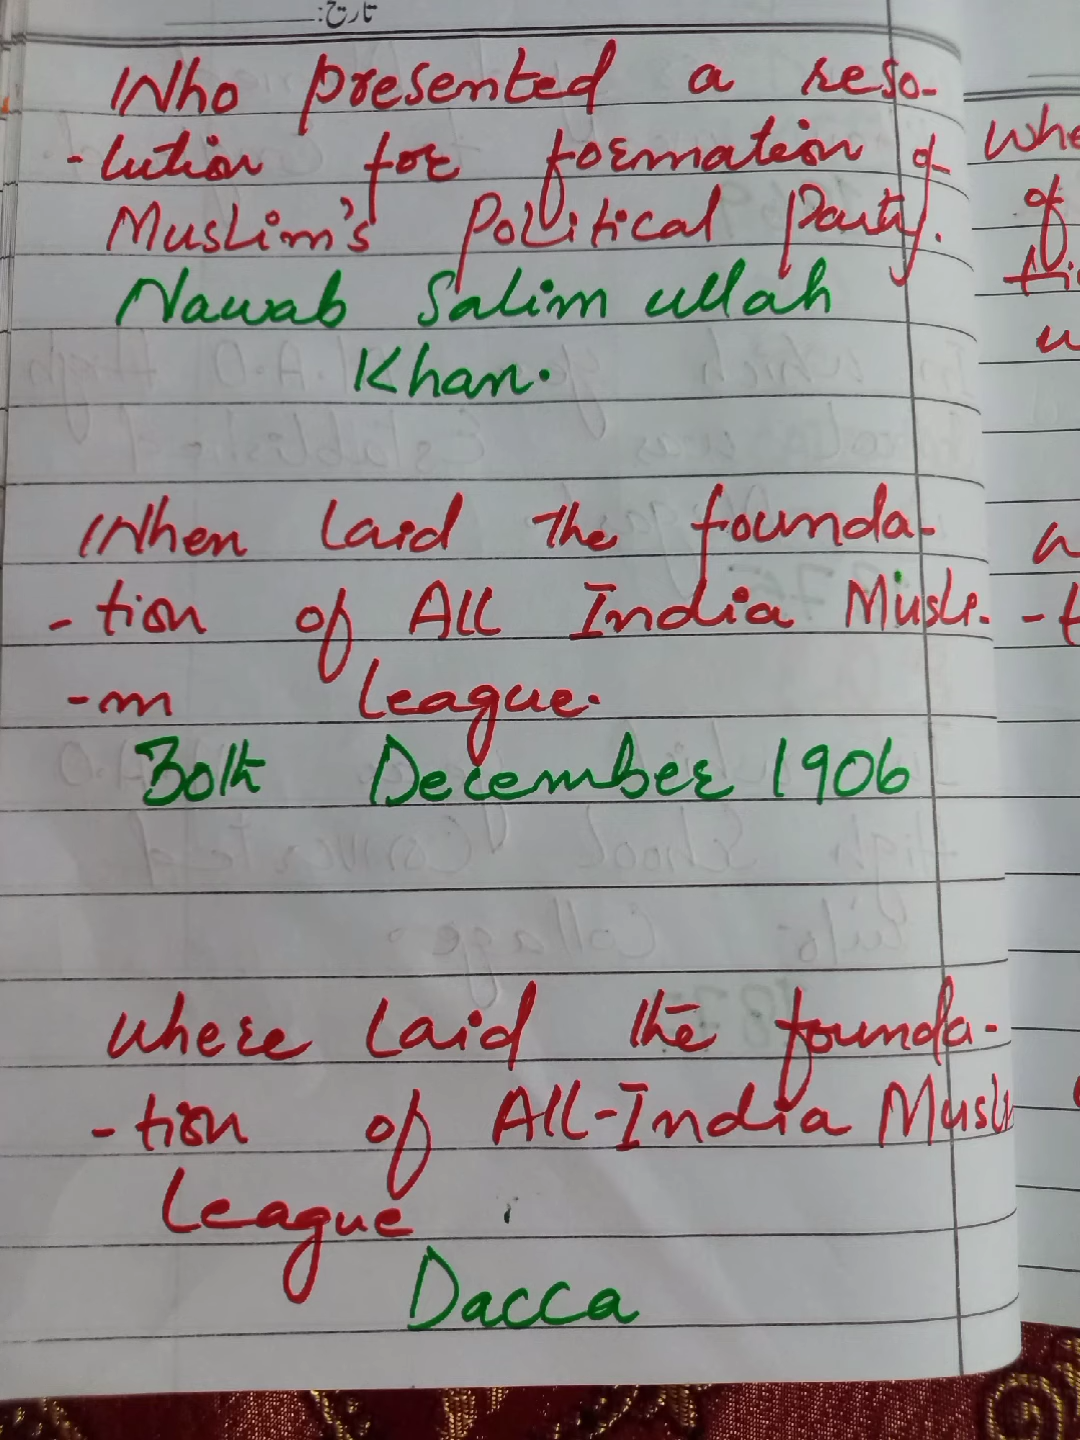 تاریخ:
Who presented a reso-
-lution for formation of
Muslim's Political Party.
Nawab Salim ullah
Khan.
When laid the founda-
-tion of All India Musli-
-m league.
30th December 1906
where laid the founda-
-tion of All-India Musli
league
Dacca
whe
of